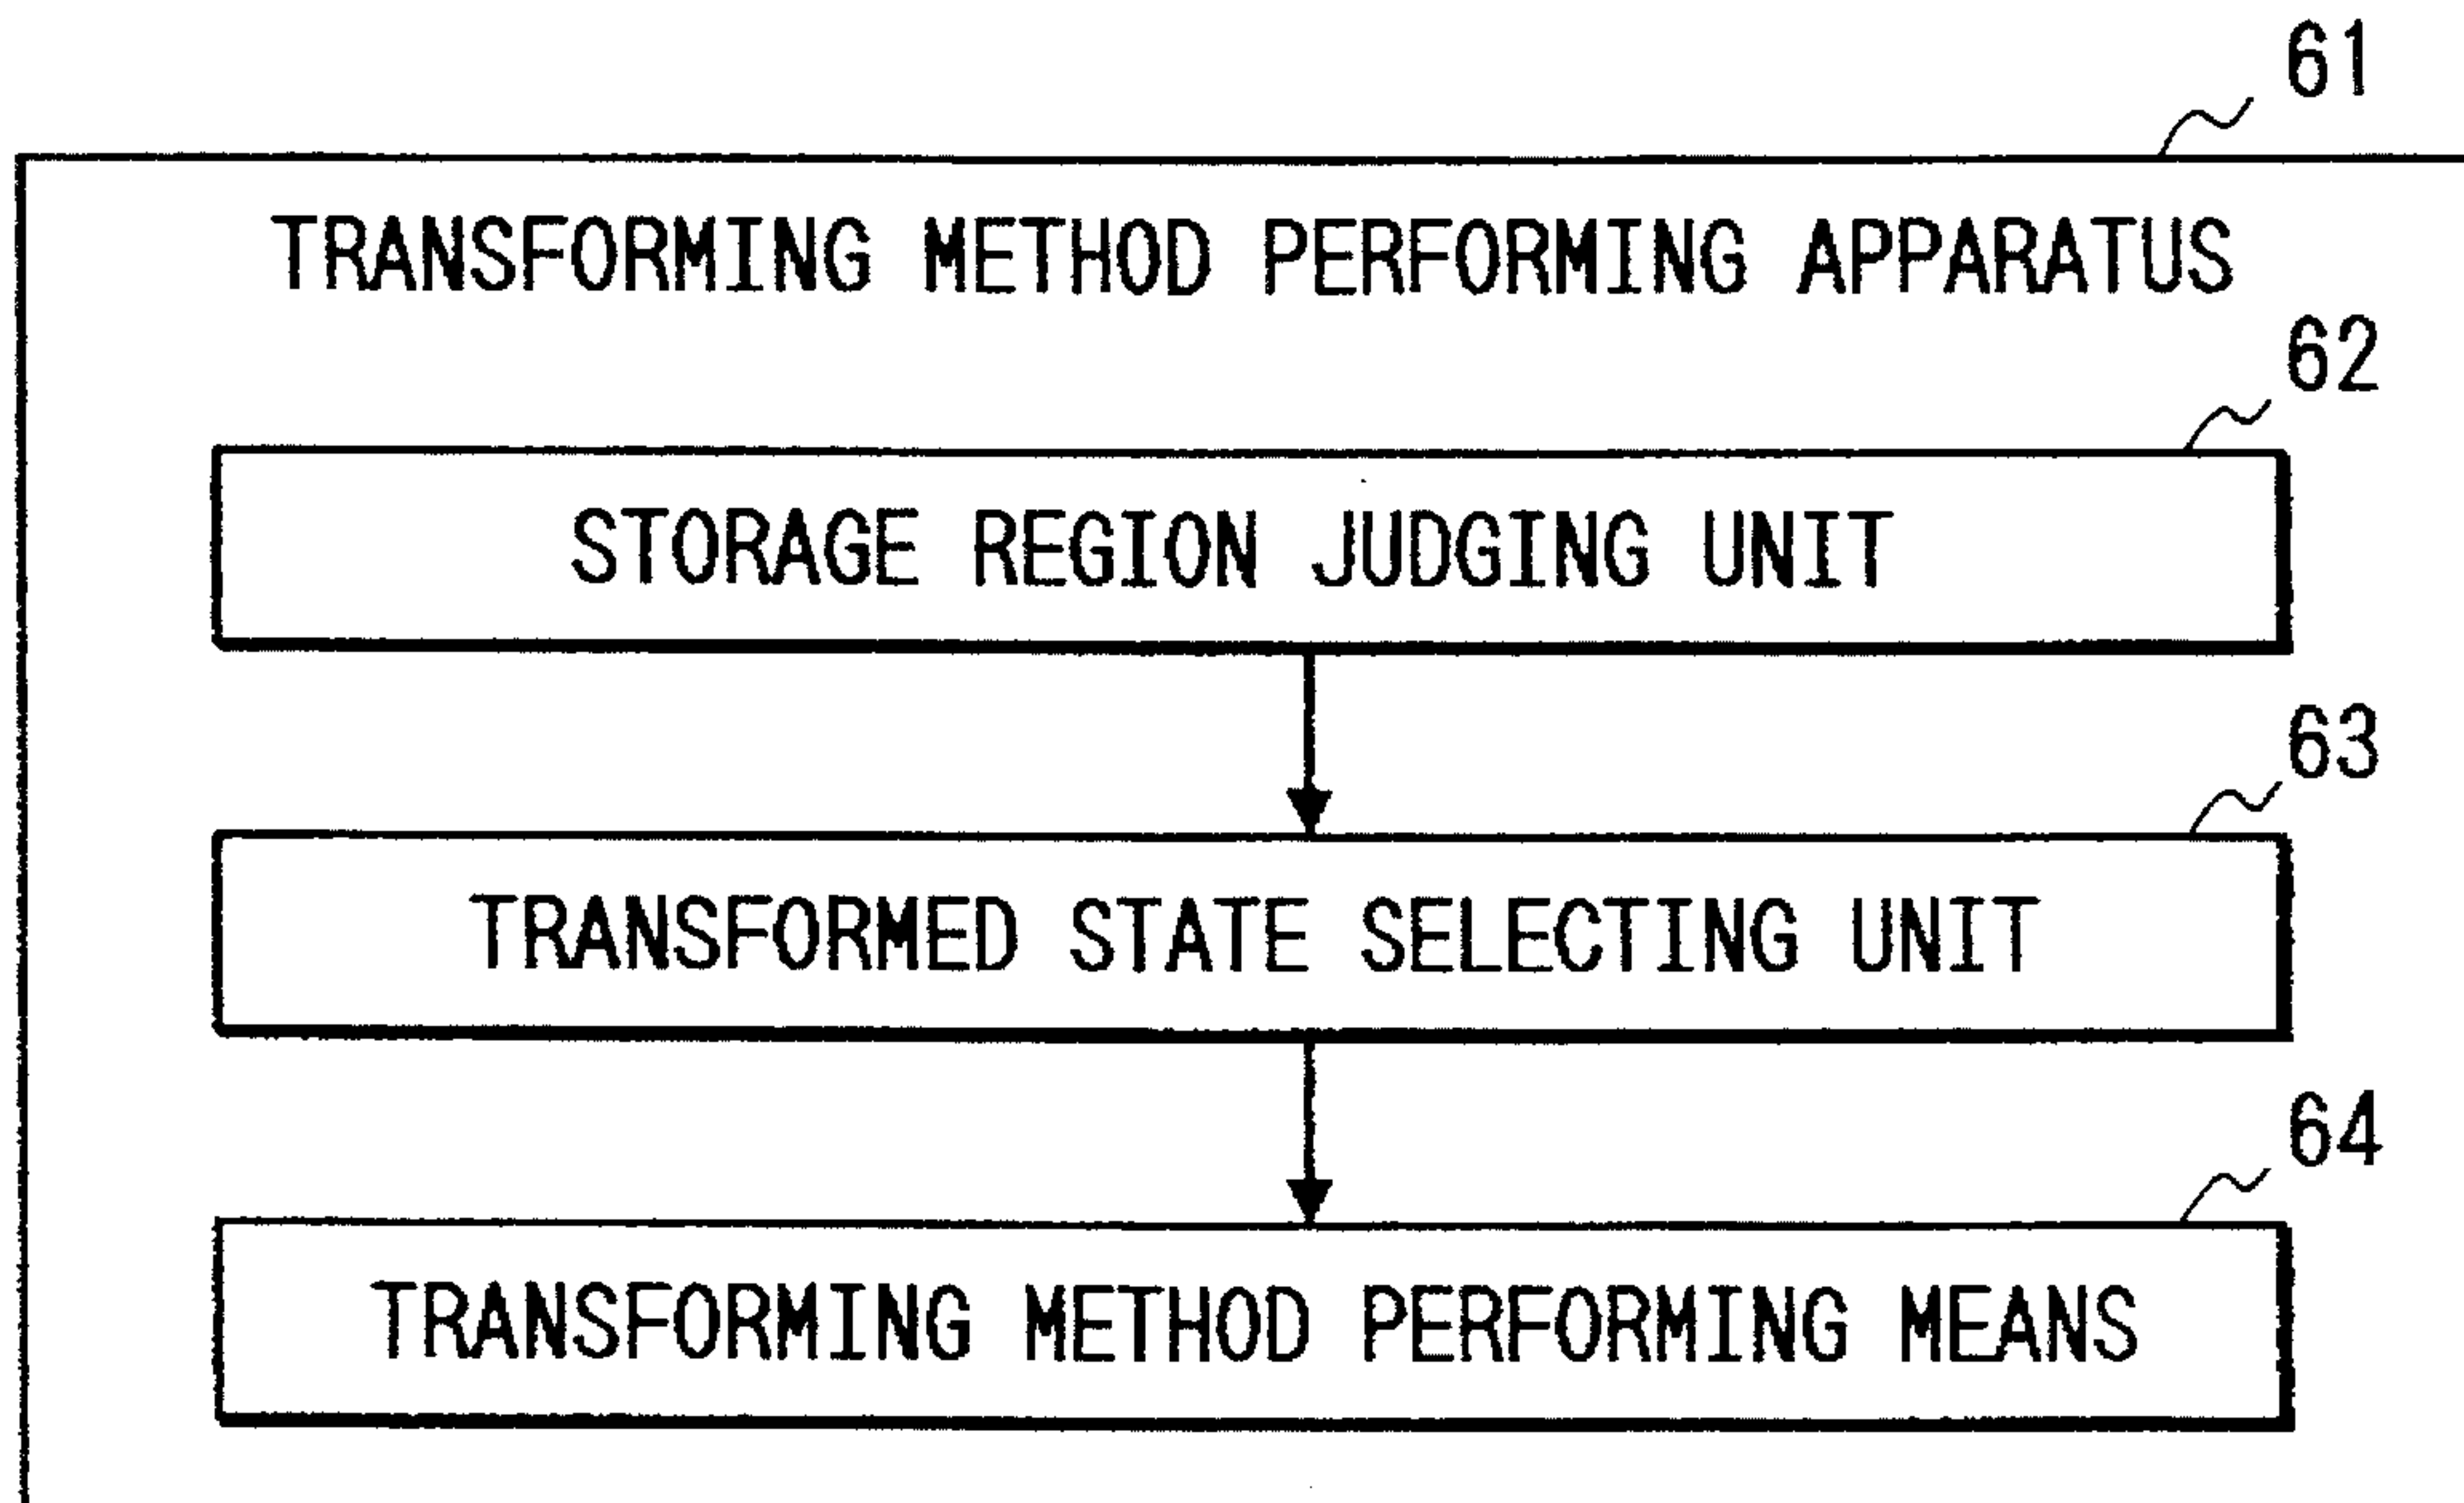 61
TRANSFORMING METHOD PERFORMING APPARATUS
62
STORAGE REGION JUDGING UNIT
63
TRANSFORMED STATE SELECTING UNIT
64
TRANSFORMING METHOD PERFORMING MEANS